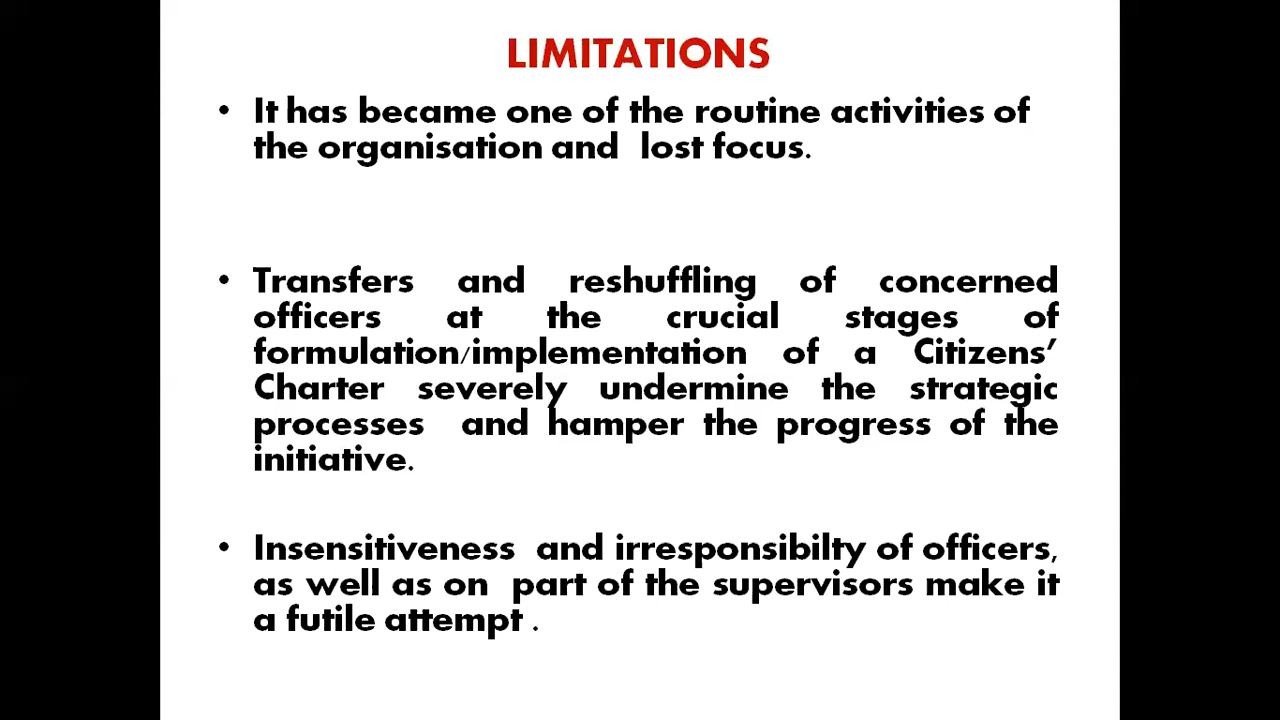 LIMITATIONS
• It has became one of the routine activities of
the organisation and lost focus.
• Transfers and reshuffling of concerned
officers at the crucial stages of
formulation/implementation of a Citizens’
Charter severely undermine the strategic
processes and hamper the progress of the
initiative.
• Insensitiveness and irresponsibilty of officers,
as well as on part of the supervisors make it
a futile attempt .